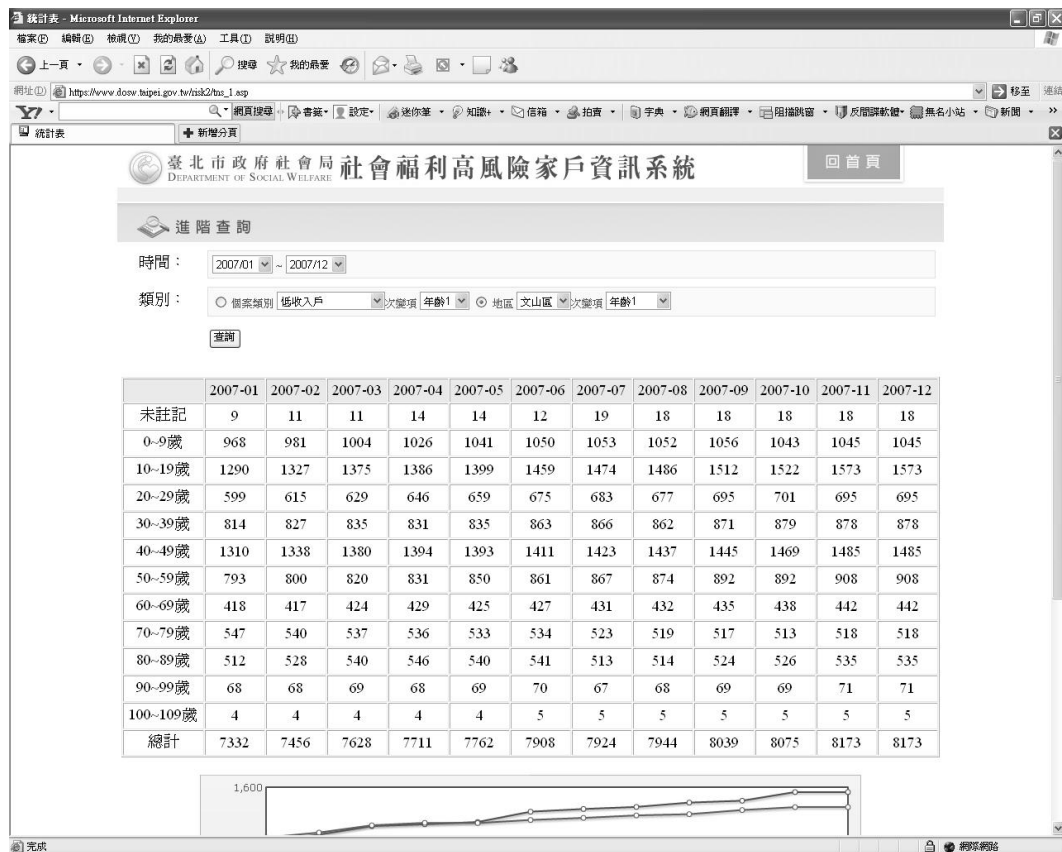 統計表 - Microsoft Internet Explorer
檔案(F) 編輯(E) 檢視(V) 我的最愛(A) 工具(T) 說明(H)
上一頁 搜尋 我的最愛
網址(D) https://www.dosw.taipei.gov.tw/risk2/tns_1.asp 移至 連結
Y7 網頁搜尋 書籤 設定 迷你筆 知識+ 信箱 拍賣 字典 網頁翻譯 阻擋跳窗 反間諜軟體 無名小站 新聞 >>
統計表 新增分頁
臺北市政府社會局 社會福利高風險家戶資訊系統 回首頁
DEPARTMENT OF SOCIAL WELFARE
進階查詢
時間: 2007/01 ~ 2007/12
類別: 個案類別 低收入戶 次變項 年齡1 地區 文山區 次變項 年齡1
查詢
2007-01 2007-02 2007-03 2007-04 2007-05 2007-06 2007-07 2007-08 2007-09 2007-10 2007-11 2007-12
未註記 9 11 11 14 14 12 19 18 18 18 18 18
0~9歲 968 981 1004 1026 1041 1050 1053 1052 1056 1043 1045 1045
10~19歲 1290 1327 1375 1386 1399 1459 1474 1486 1512 1522 1573 1573
20~29歲 599 615 629 646 659 675 683 677 695 701 695 695
30~39歲 814 827 835 831 835 863 866 862 871 879 878 878
40~49歲 1310 1338 1380 1394 1393 1411 1423 1437 1445 1469 1485 1485
50~59歲 793 800 820 831 850 861 867 874 892 892 908 908
60~69歲 418 417 424 429 425 427 431 432 435 438 442 442
70~79歲 547 540 537 536 533 534 523 519 517 513 518 518
80~89歲 512 528 540 546 540 541 513 514 524 526 535 535
90~99歲 68 68 69 68 69 70 67 68 69 69 71 71
100~109歲 4 4 4 4 4 5 5 5 5 5 5 5
總計 7332 7456 7628 7711 7762 7908 7924 7944 8039 8075 8173 8173
1,600
完成 網際網路